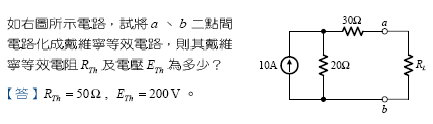 如右圖所示電路，試將 a 、 b 二點間
電路化成戴維寧等效電路，則其戴維
寧等效電阻 R_Th 及電壓 E_Th 為多少？
【答】R_Th = 50Ω , E_Th = 200 V 。
30Ω
a
10A
20Ω
R_L
b